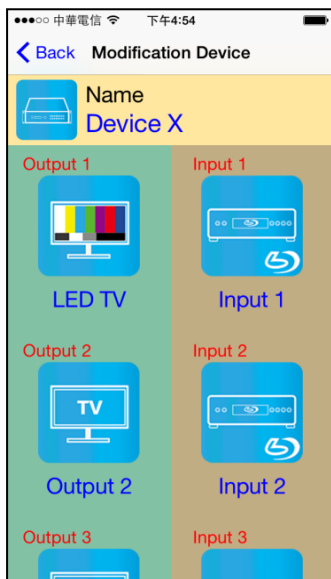 中華電信 下午4:54
Back Modification Device
Name
Device X
Output 1 Input 1
LED TV Input 1
Output 2 Input 2
TV
Output 2 Input 2
Output 3 Input 3